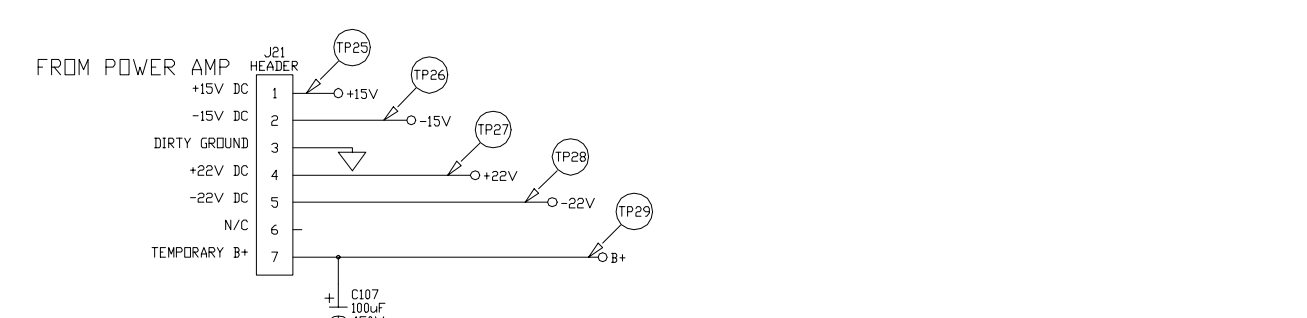 J21
FROM POWER AMP HEADER
TP25
TP26
+15V DC 1 +15V
-15V DC 2 -15V
TP27
DIRTY GROUND 3
TP28
+22V DC 4 +22V
-22V DC 5 -22V
TP29
N/C 6
TEMPORARY B+ 7 B+
+ C107
100uF